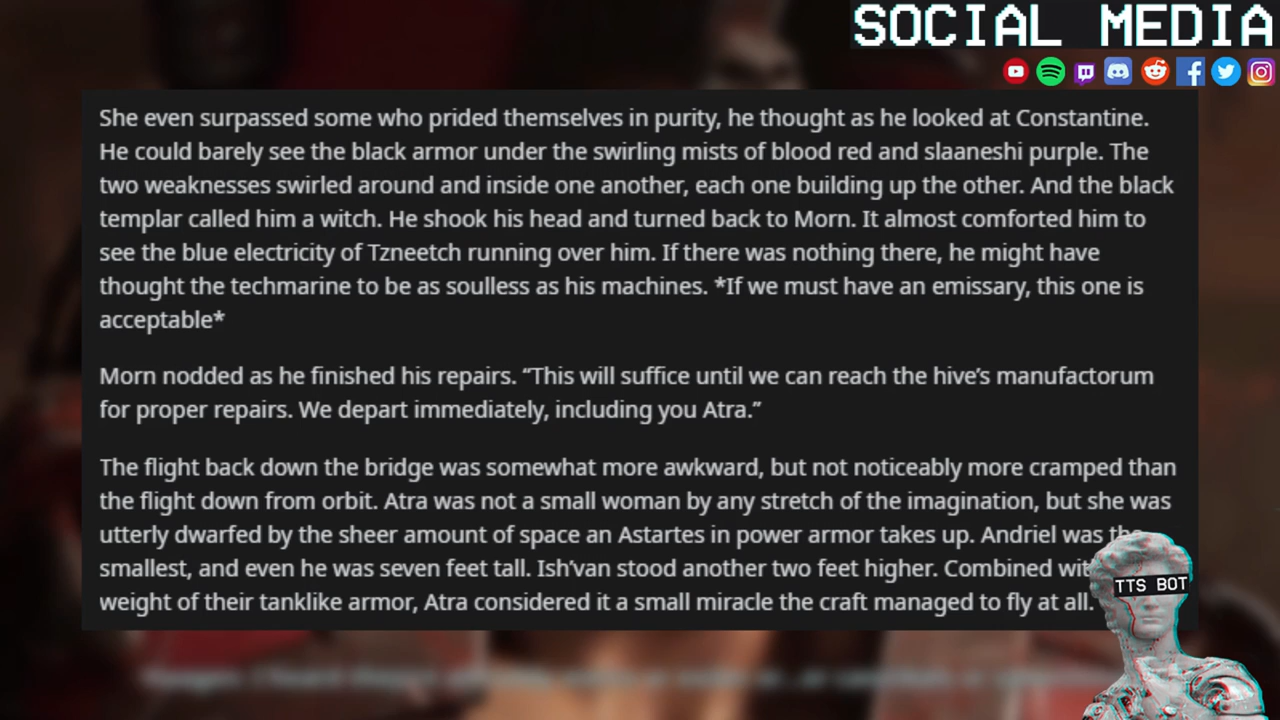 SOCIAL MEDIA
She even surpassed some who prided themselves in purity, he thought as he looked at Constantine.
He could barely see the black armor under the swirling mists of blood red and slaaneshi purple. The
two weaknesses swirled around and inside one another, each one building up the other. And the black
templar called him a witch. He shook his head and turned back to Morn. It almost comforted him to
see the blue electricity of Tzneetch running over him. If there was nothing there, he might have
thought the techmarine to be as soulless as his machines. *If we must have an emissary, this one is
acceptable*
Morn nodded as he finished his repairs. “This will suffice until we can reach the hive’s manufactorum
for proper repairs. We depart immediately, including you Atra.”
The flight back down the bridge was somewhat more awkward, but not noticeably more cramped than
the flight down from orbit. Atra was not a small woman by any stretch of the imagination, but she was
utterly dwarfed by the sheer amount of space an Astartes in power armor takes up. Andriel was the
smallest, and even he was seven feet tall. Ish’van stood another two feet higher. Combined
weight of their tanklike armor, Atra considered it a small miracle the craft managed to fly at all.
TTS BOT